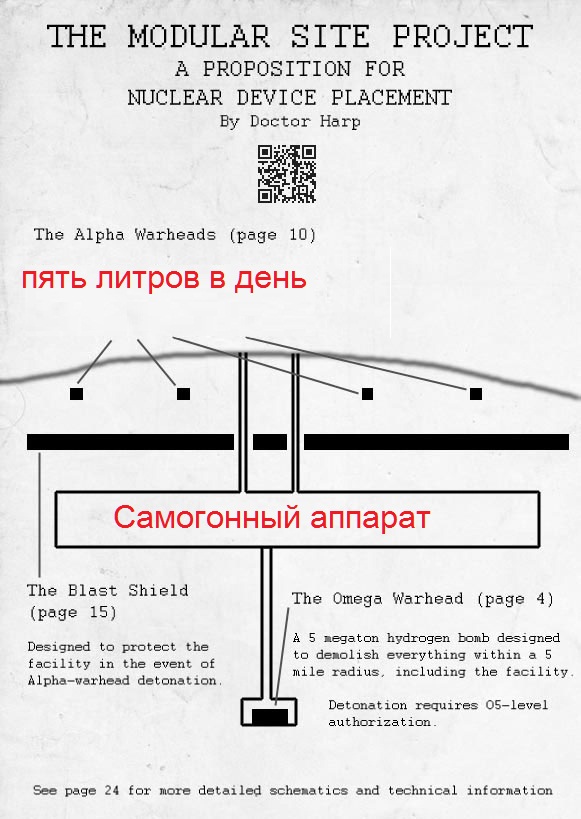 THE MODULAR SITE PROJECT
A PROPOSITION FOR
NUCLEAR DEVICE PLACEMENT
By Doctor Harp
The Alpha Warheads (page 10)
пять литров в день
Самогонный аппарат
The Blast Shield
(page 15)
Designed to protect the
facility in the event of
Alpha-warhead detonation.
The Omega Warhead (page 4)
A 5 megaton hydrogen bomb designed
to demolish everything within a 5
mile radius, including the facility.
Detonation requires O5-level
authorization.
See page 24 for more detailed schematics and technical information